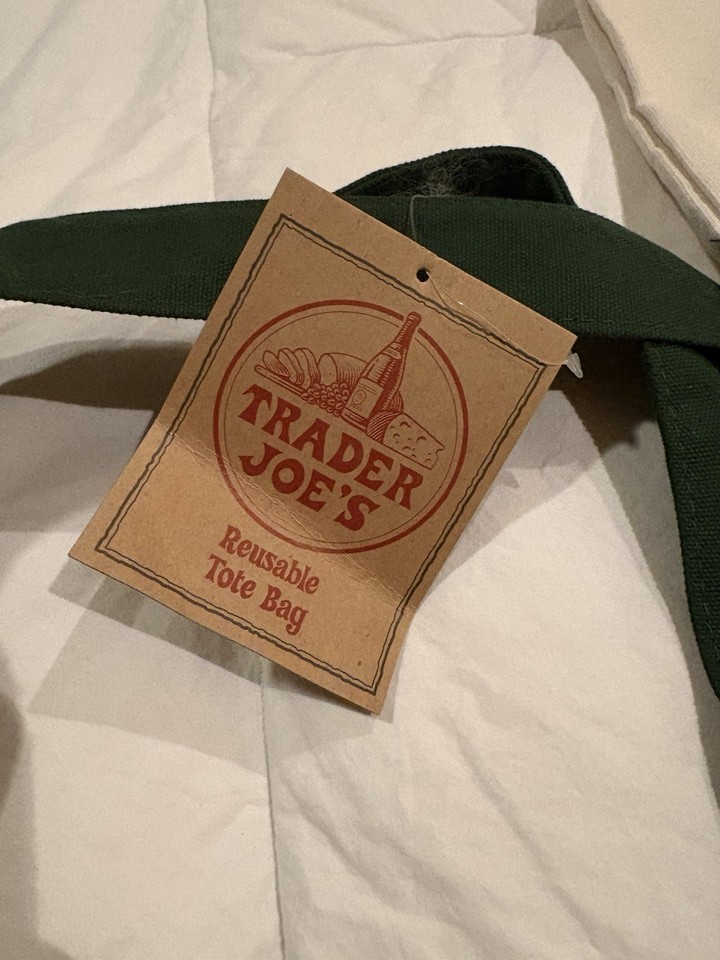 TRADER
JOE'S
Reusable
Tote Bag